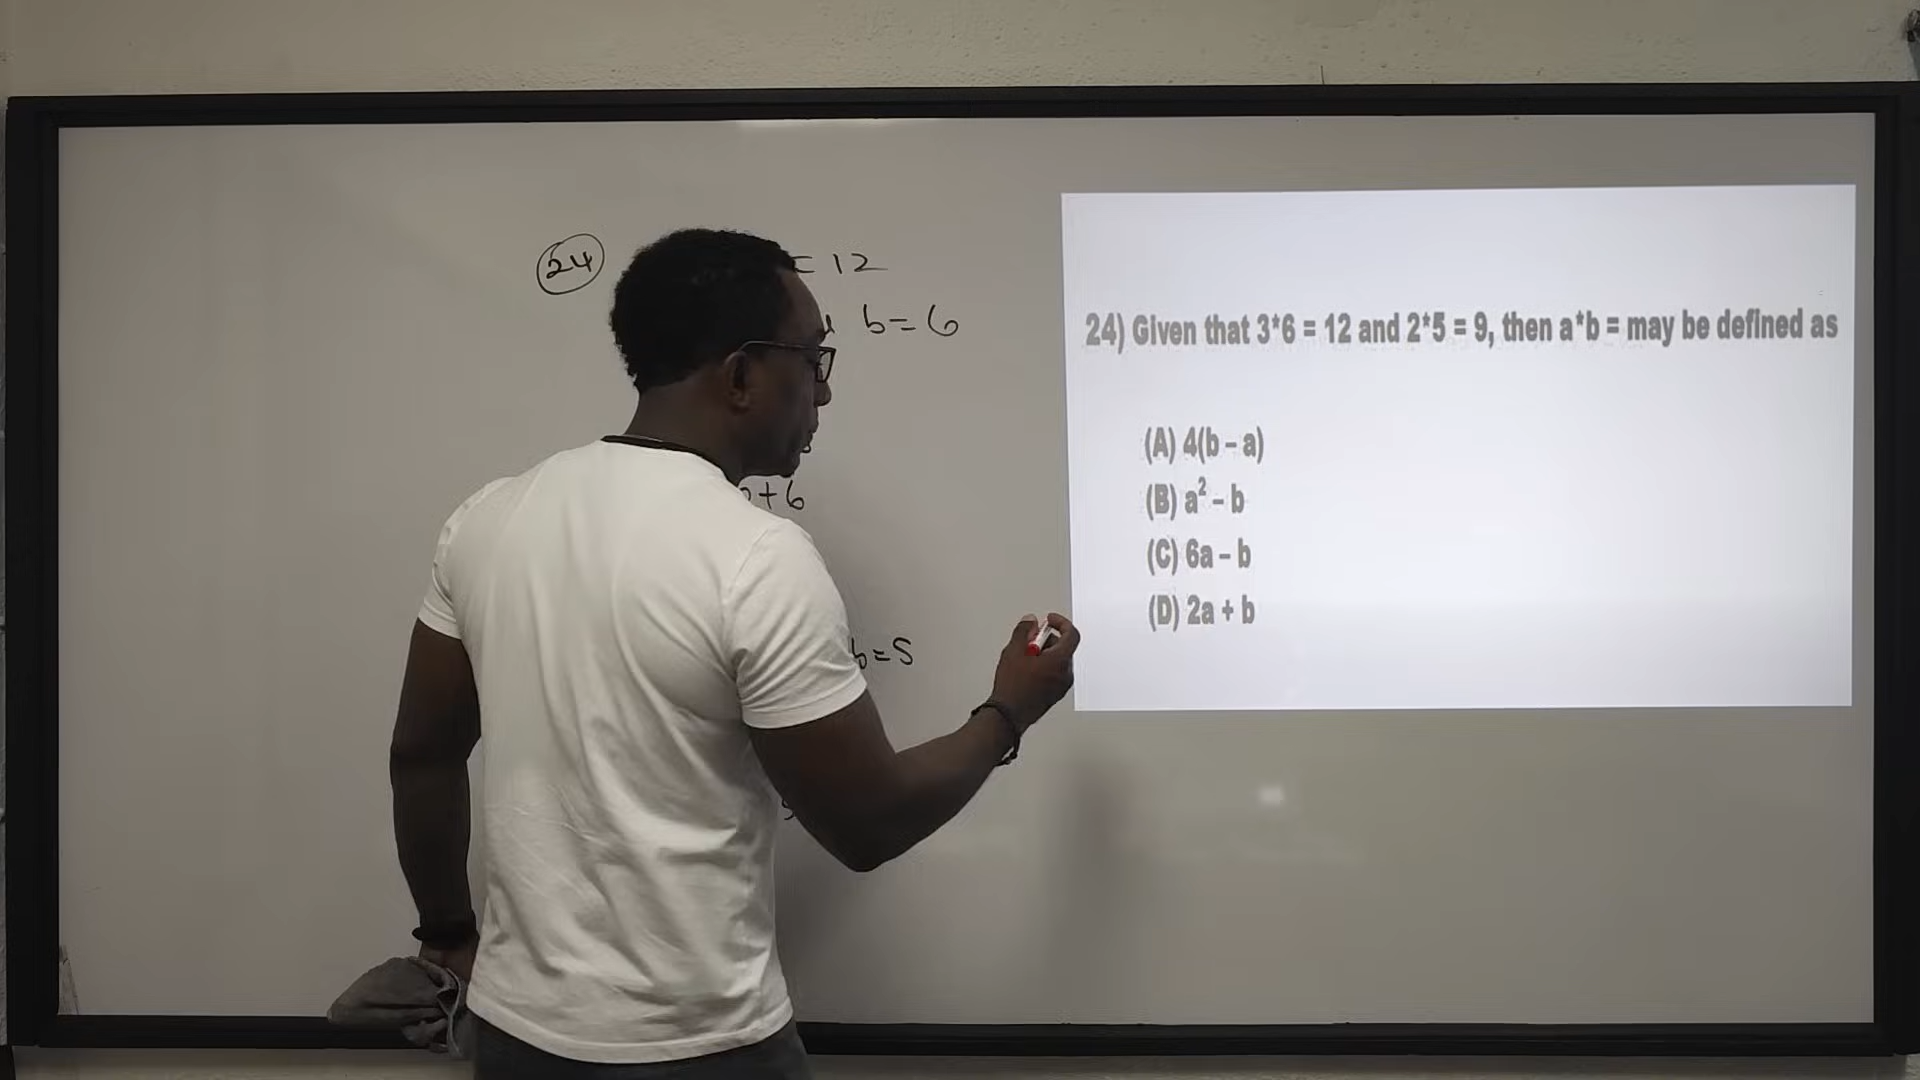 24
= 12
b = 6
+ 6
b = 5
24) Given that 3*6 = 12 and 2*5 = 9, then a*b = may be defined as
(A) 4(b – a)
(B) a² – b
(C) 6a – b
(D) 2a + b